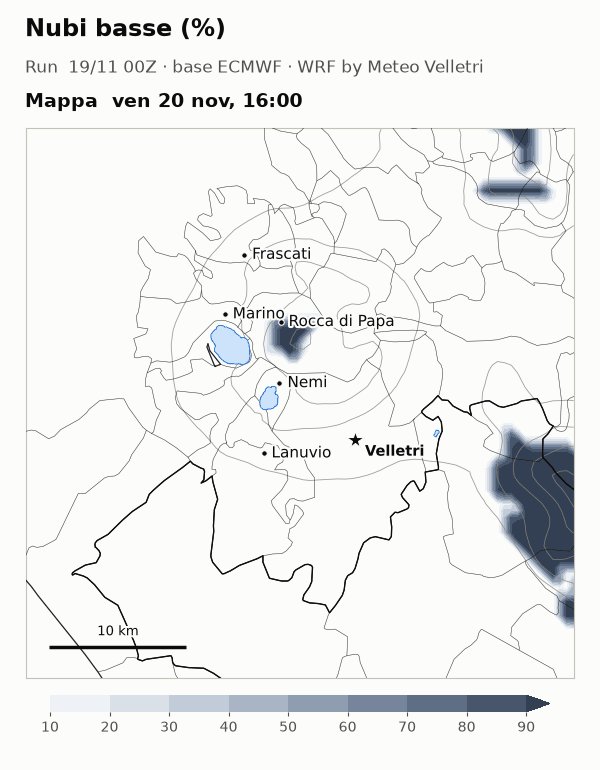 Nubi basse (%)
Run  19/11 00Z · base ECMWF · WRF by Meteo Velletri
Mappa  ven 20 nov, 16:00
Frascati
Marino
Rocca di Papa
Nemi
Velletri
Lanuvio
10 km
10 20 30 40 50 60 70 80 90